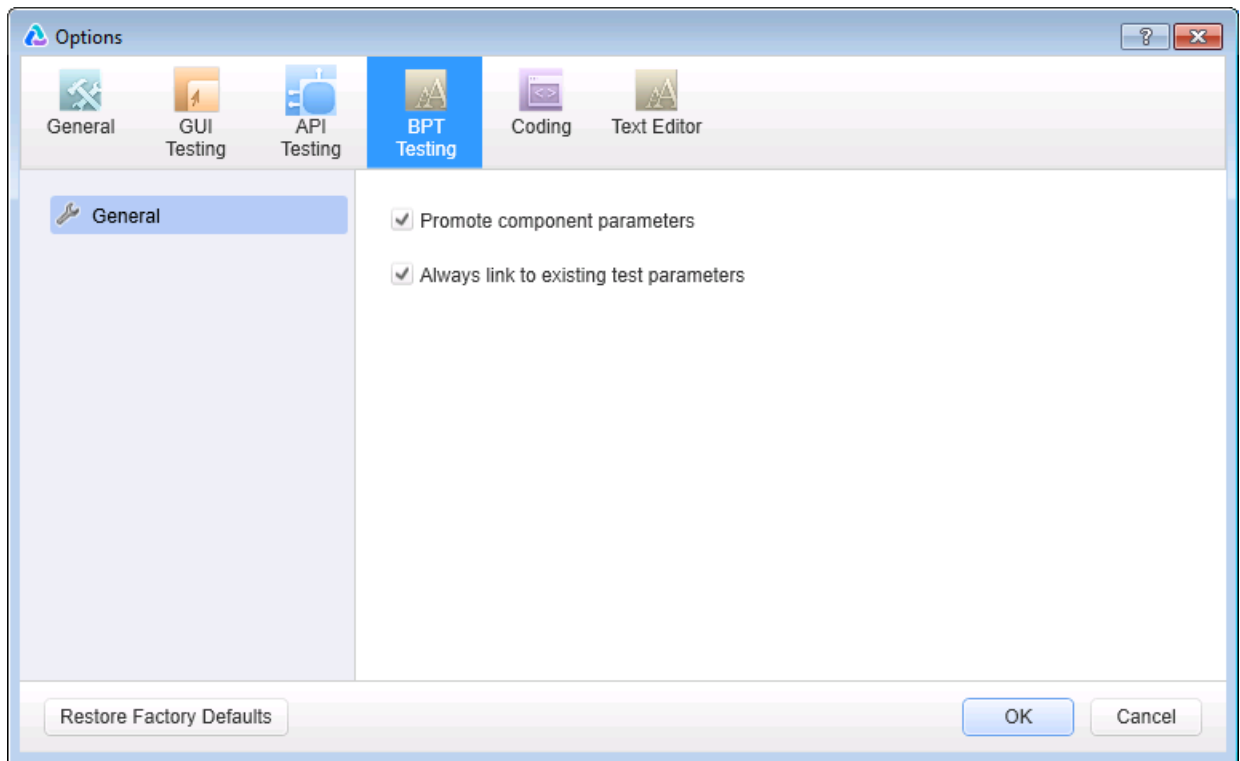 Options
General
GUI
Testing
API
Testing
BPT
Testing
Coding
Text Editor
General
Promote component parameters
Always link to existing test parameters
Restore Factory Defaults
OK
Cancel